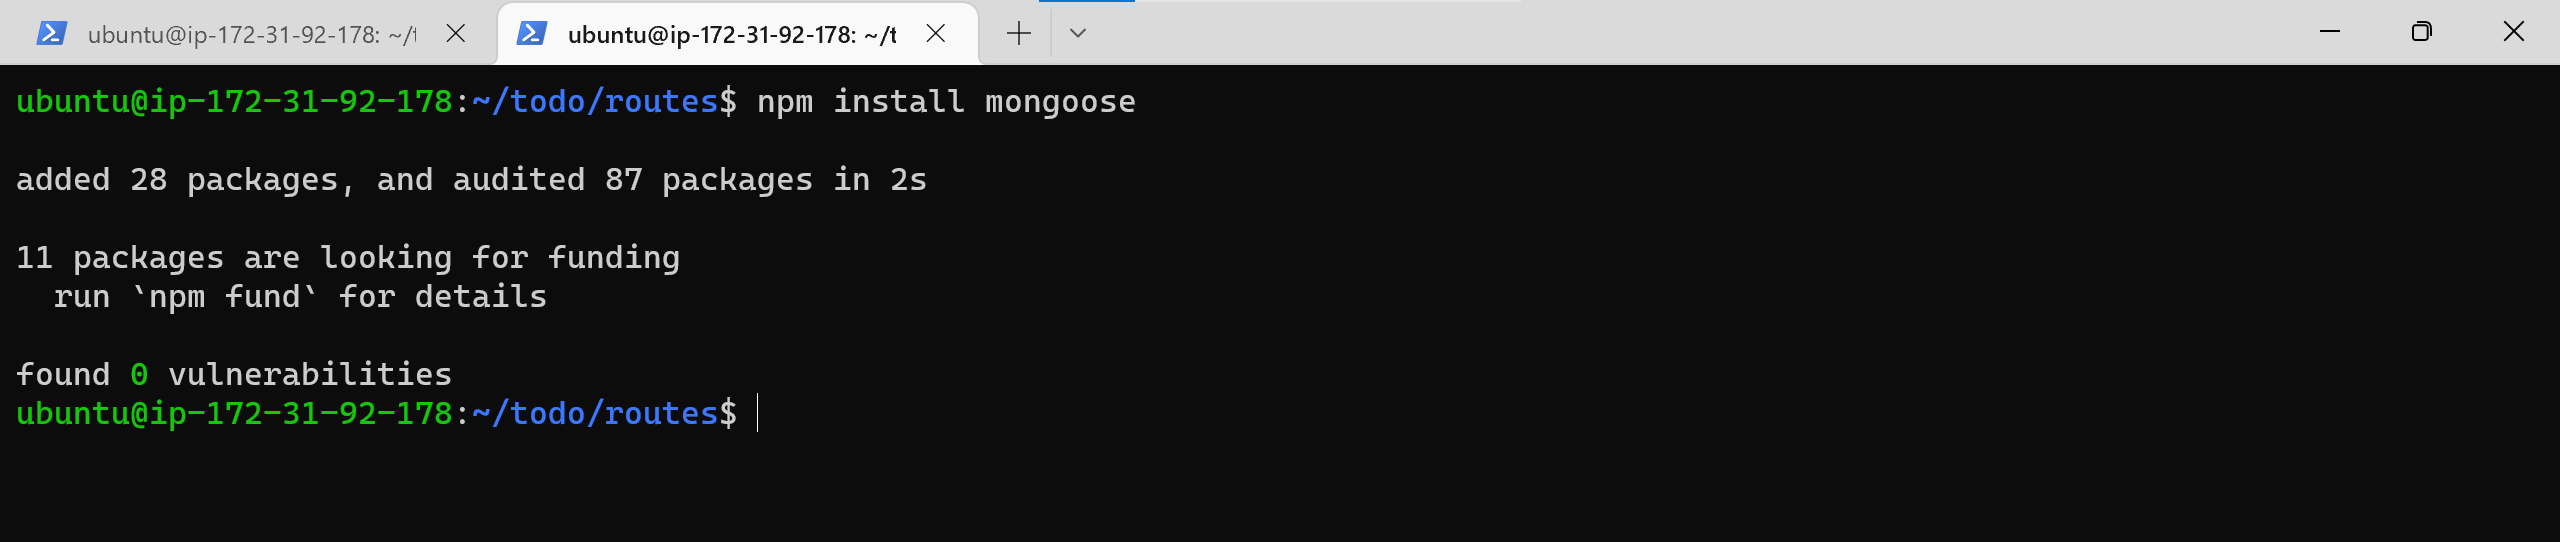 ubuntu@ip-172-31-92-178: ~/t
ubuntu@ip-172-31-92-178: ~/t
ubuntu@ip-172-31-92-178:~/todo/routes$ npm install mongoose
added 28 packages, and audited 87 packages in 2s
11 packages are looking for funding
  run `npm fund` for details
found 0 vulnerabilities
ubuntu@ip-172-31-92-178:~/todo/routes$